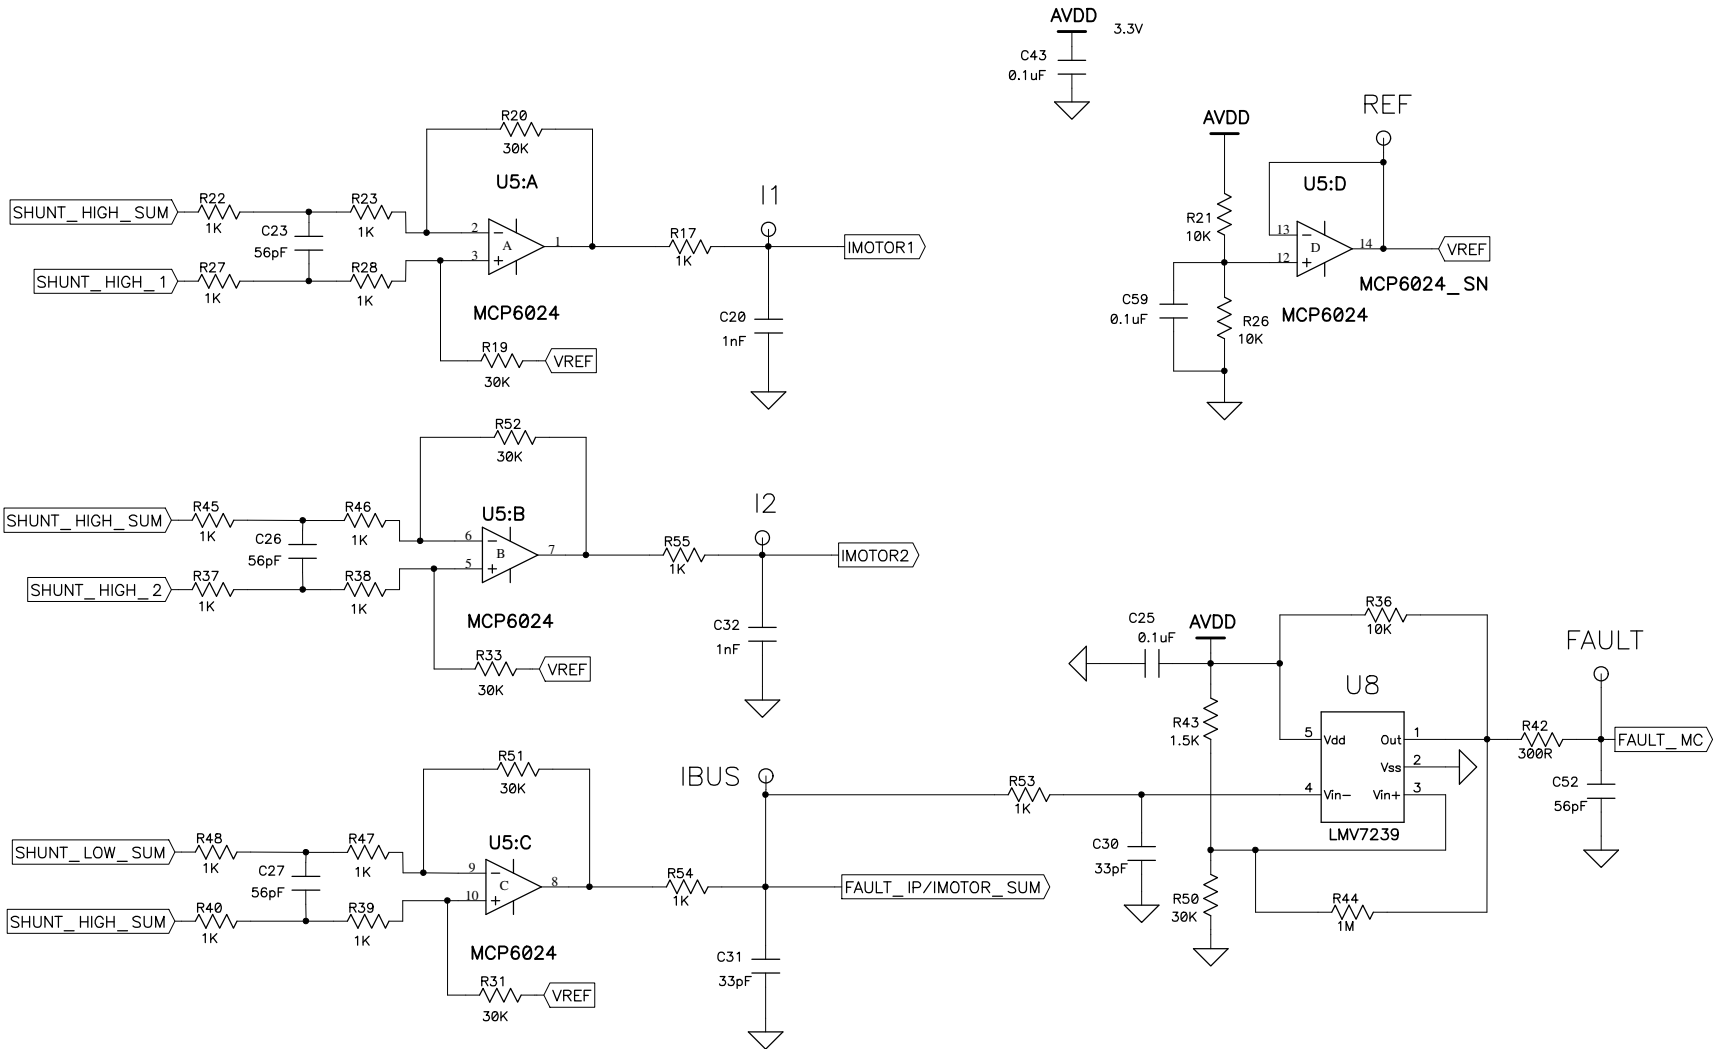 AVDD
3.3V
C43
0.1uF
R20
30K
U5:A
SHUNT_HIGH_SUM
R22
1K
R23
1K
C23
56pF
SHUNT_HIGH_1
R27
1K
R28
1K
2
3
A
1
MCP6024
R19
30K
VREF
R17
1K
I1
IMOTOR1
C20
1nF
REF
AVDD
U5:D
R21
10K
13
12
D
14
VREF
MCP6024_SN
MCP6024
C59
0.1uF
R26
10K
R52
30K
U5:B
SHUNT_HIGH_SUM
R45
1K
R46
1K
C26
56pF
SHUNT_HIGH_2
R37
1K
R38
1K
6
5
B
7
MCP6024
R33
30K
VREF
R55
1K
I2
IMOTOR2
C32
1nF
R51
30K
U5:C
SHUNT_LOW_SUM
R48
1K
R47
1K
C27
56pF
SHUNT_HIGH_SUM
R40
1K
R39
1K
9
10
C
8
MCP6024
R31
30K
VREF
R54
1K
IBUS
FAULT_IP/IMOTOR_SUM
C31
33pF
R53
1K
C30
33pF
C25
0.1uF
AVDD
R36
10K
U8
R43
1.5K
5
Vdd
Out
1
Vss
2
4
Vin-
Vin+
3
LMV7239
R50
30K
R44
1M
R42
300R
FAULT
FAULT_MC
C52
56pF